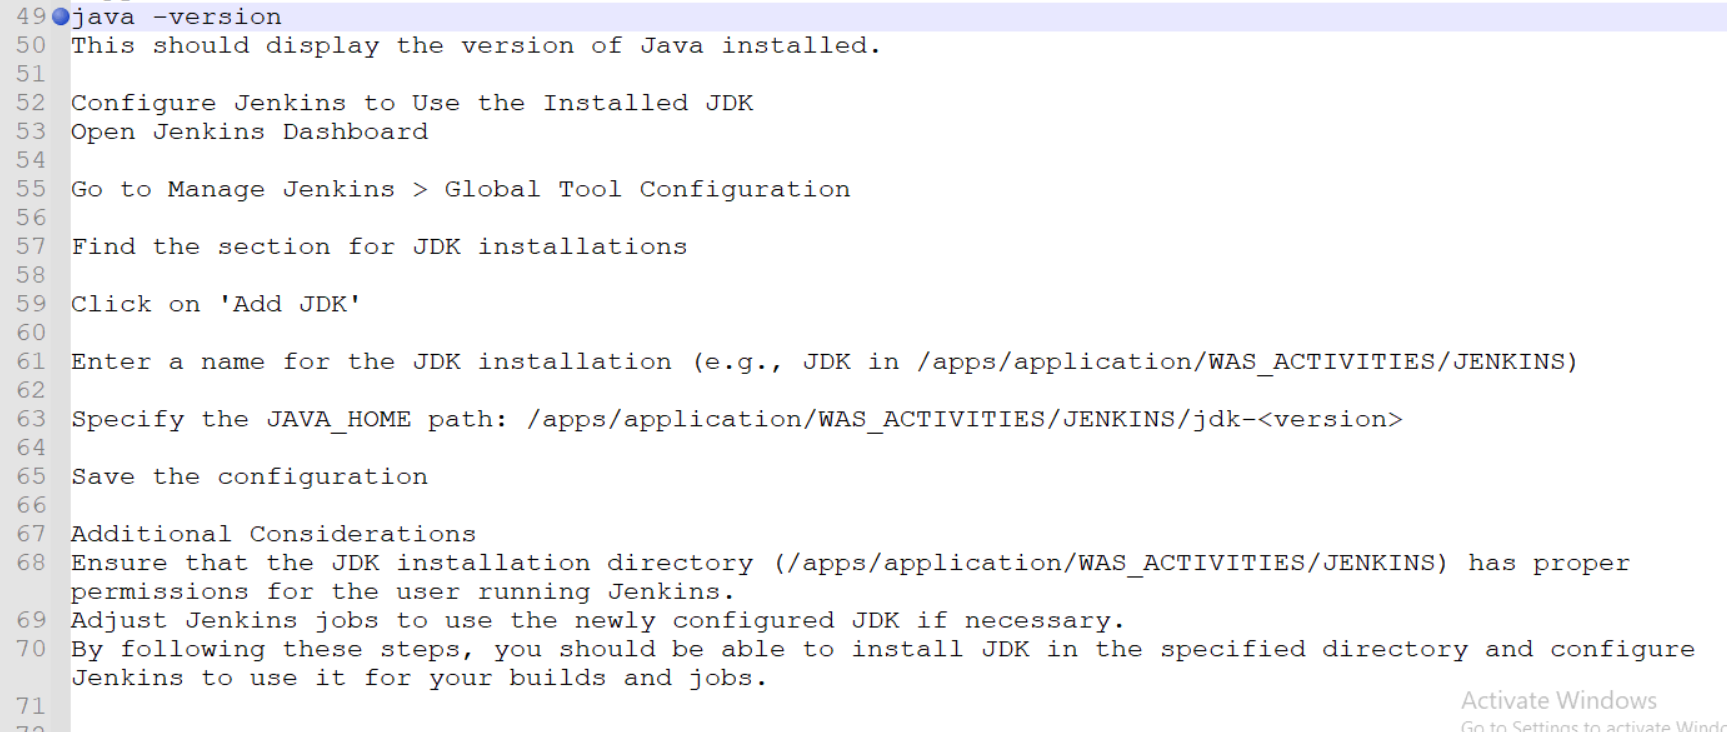 49 java -version
50 This should display the version of Java installed.
51
52 Configure Jenkins to Use the Installed JDK
53 Open Jenkins Dashboard
54
55 Go to Manage Jenkins > Global Tool Configuration
56
57 Find the section for JDK installations
58
59 Click on 'Add JDK'
60
61 Enter a name for the JDK installation (e.g., JDK in /apps/application/WAS_ACTIVITIES/JENKINS)
62
63 Specify the JAVA_HOME path: /apps/application/WAS_ACTIVITIES/JENKINS/jdk-<version>
64
65 Save the configuration
66
67 Additional Considerations
68 Ensure that the JDK installation directory (/apps/application/WAS_ACTIVITIES/JENKINS) has proper
permissions for the user running Jenkins.
69 Adjust Jenkins jobs to use the newly configured JDK if necessary.
70 By following these steps, you should be able to install JDK in the specified directory and configure
Jenkins to use it for your builds and jobs.
71
Activate Windows
Go to Settings to activate